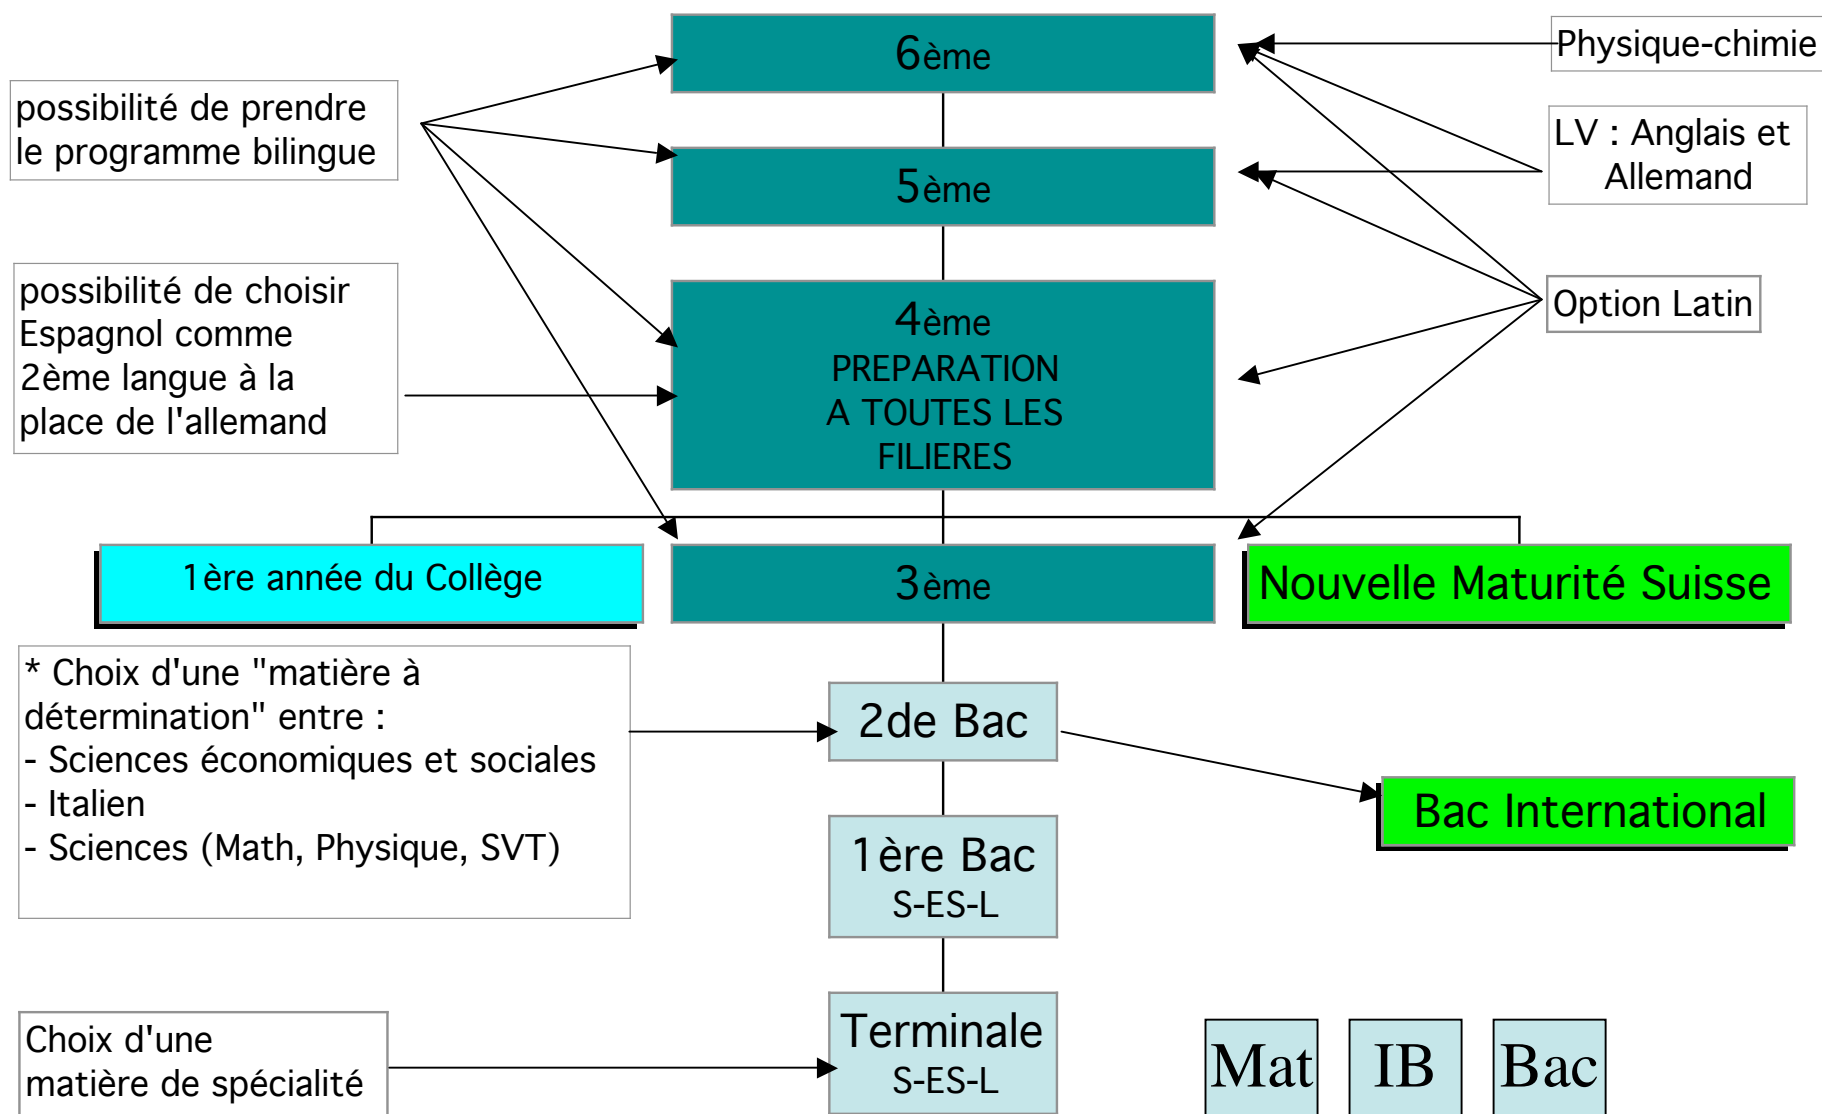 6ème
Physique-chimie
possibilité de prendre
le programme bilingue
LV : Anglais et
Allemand
5ème
possibilité de choisir
Espagnol comme
2ème langue à la
place de l'allemand
4ème
PREPARATION
A TOUTES LES
FILIERES
Option Latin
1ère année du Collège
3ème
Nouvelle Maturité Suisse
* Choix d'une "matière à
détermination" entre :
- Sciences économiques et sociales
- Italien
- Sciences (Math, Physique, SVT)
2de Bac
Bac International
1ère Bac
S-ES-L
Choix d'une
matière de spécialité
Terminale
S-ES-L
Mat
IB
Bac